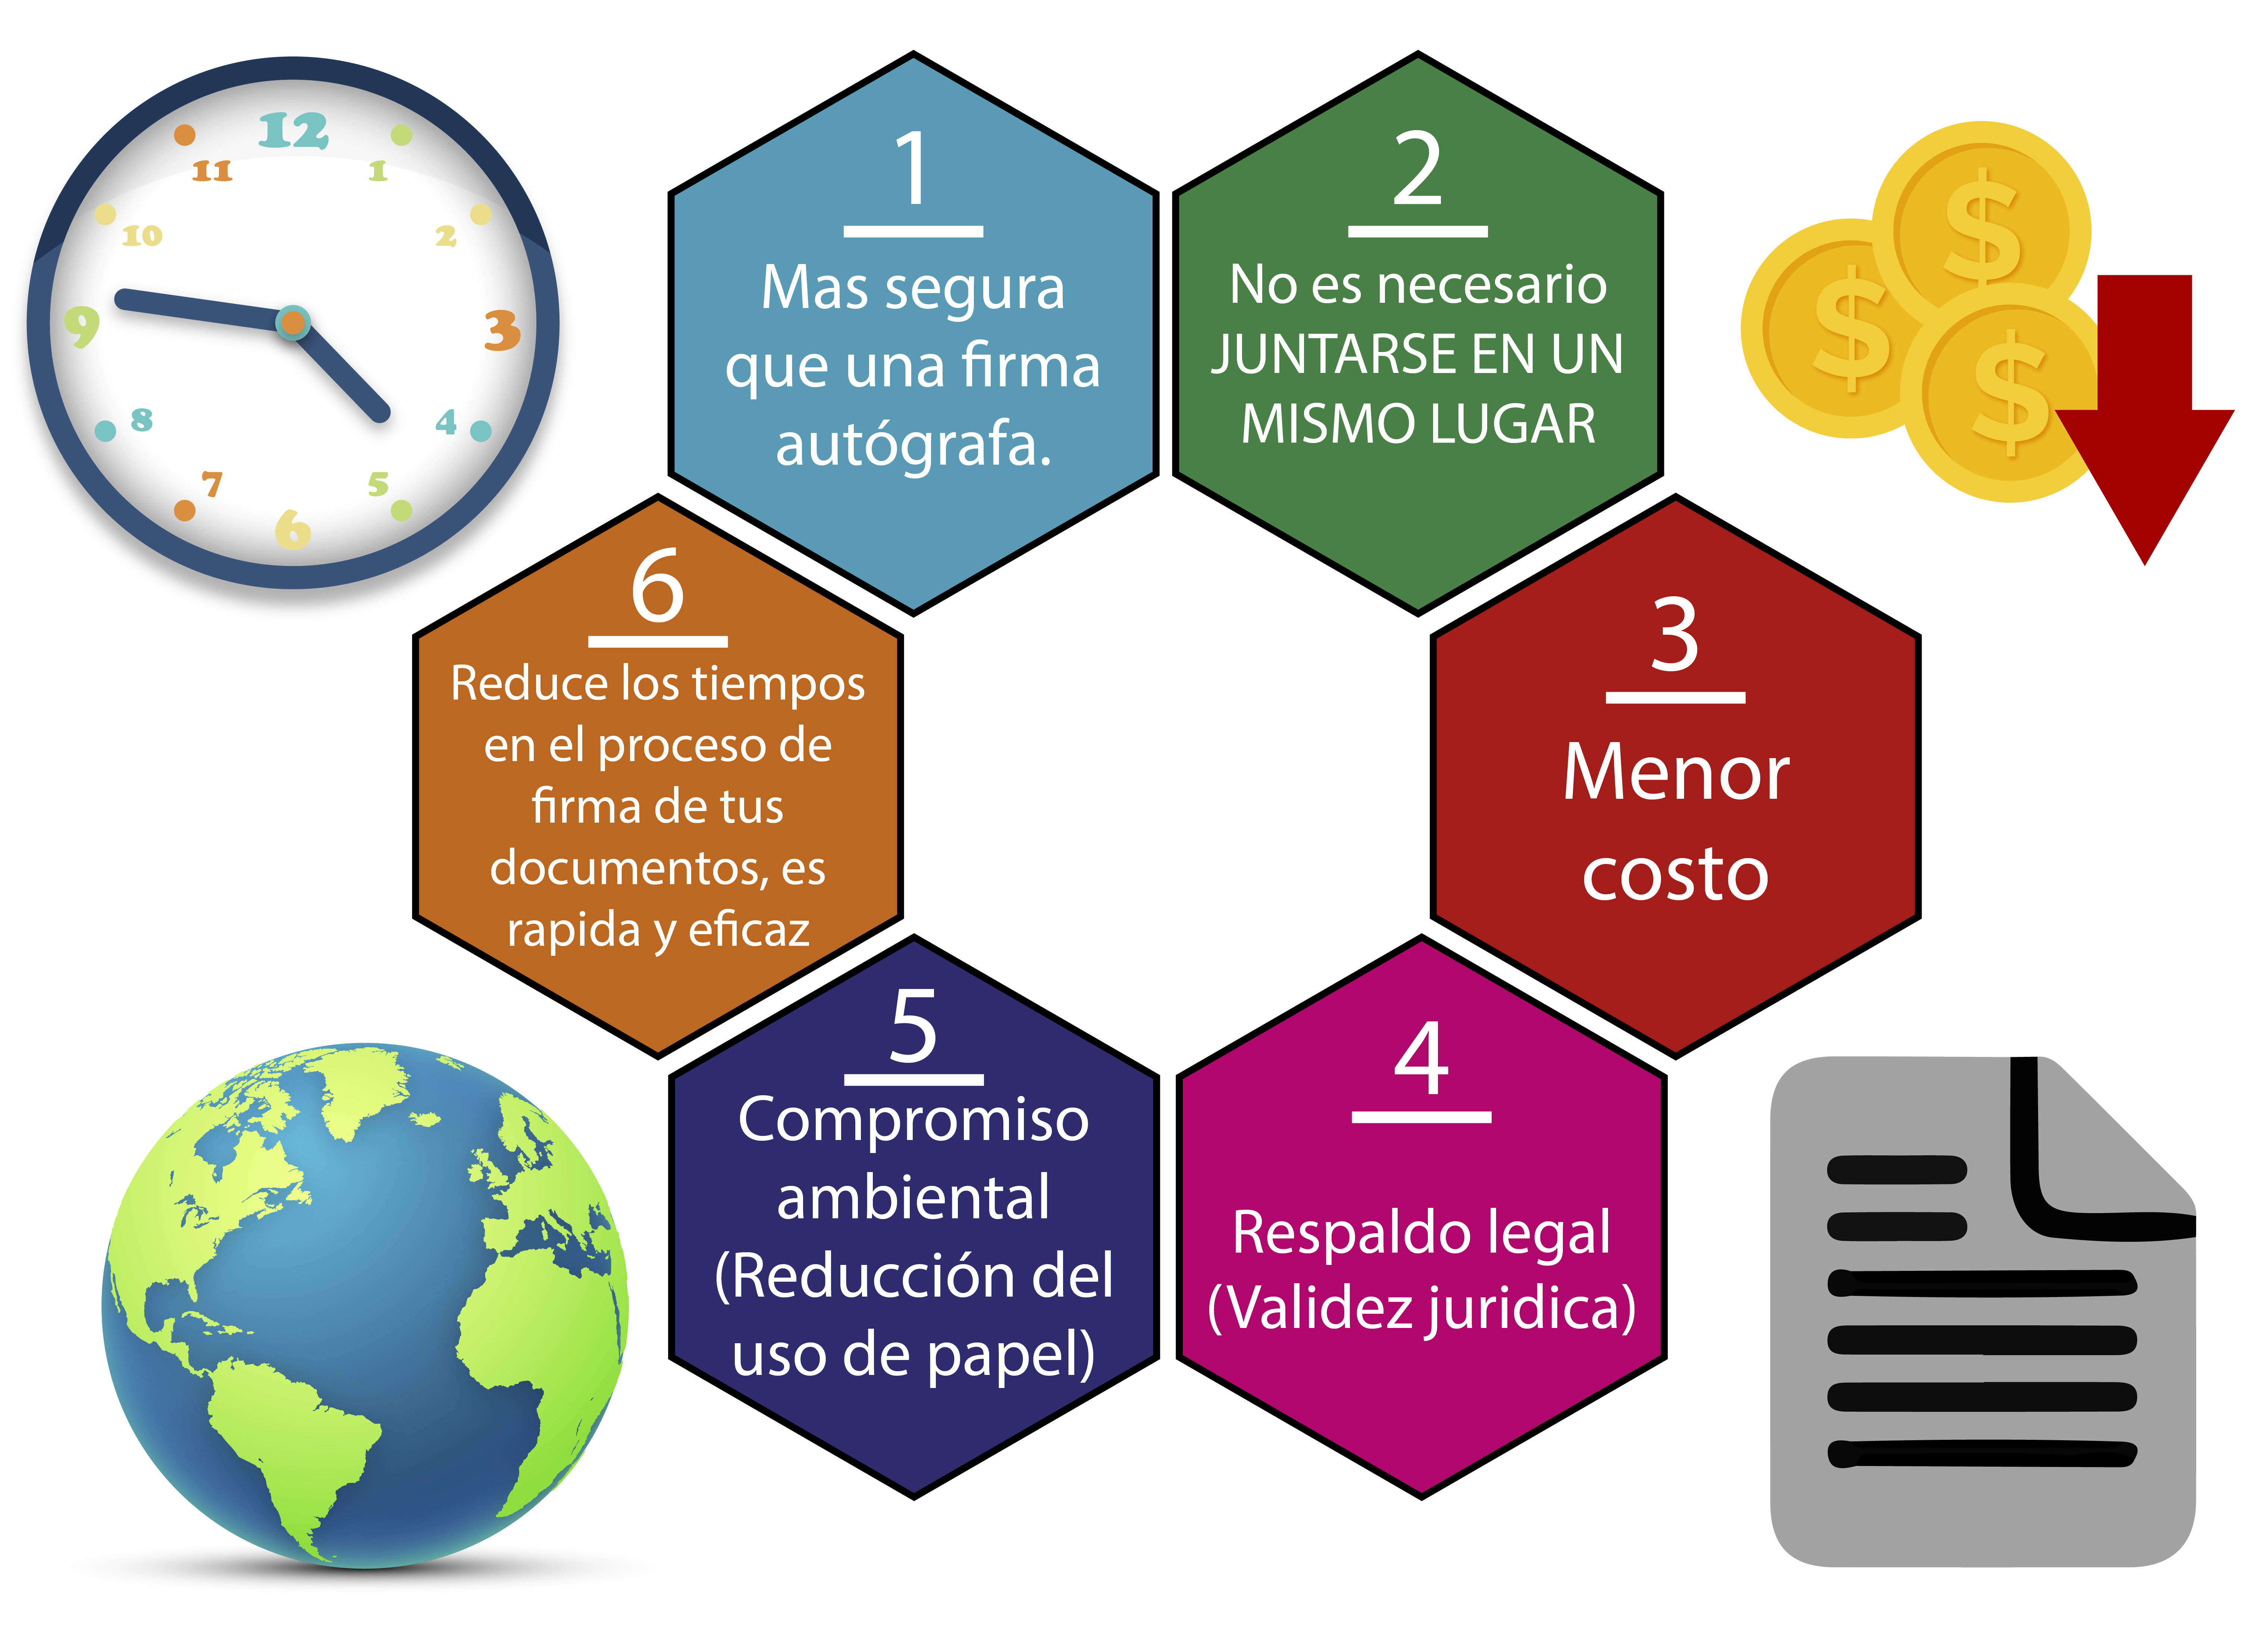 12
11
1
10
2
9
3
8
4
7
5
6
1
Mas segura
que una firma
autógrafa.
2
No es necesario
JUNTARSE EN UN
MISMO LUGAR
$
$
$
3
Menor
costo
4
Respaldo legal
(Validez juridica)
5
Compromiso
ambiental
(Reducción del
uso de papel)
6
Reduce los tiempos
en el proceso de
firma de tus
documentos, es
rapida y eficaz